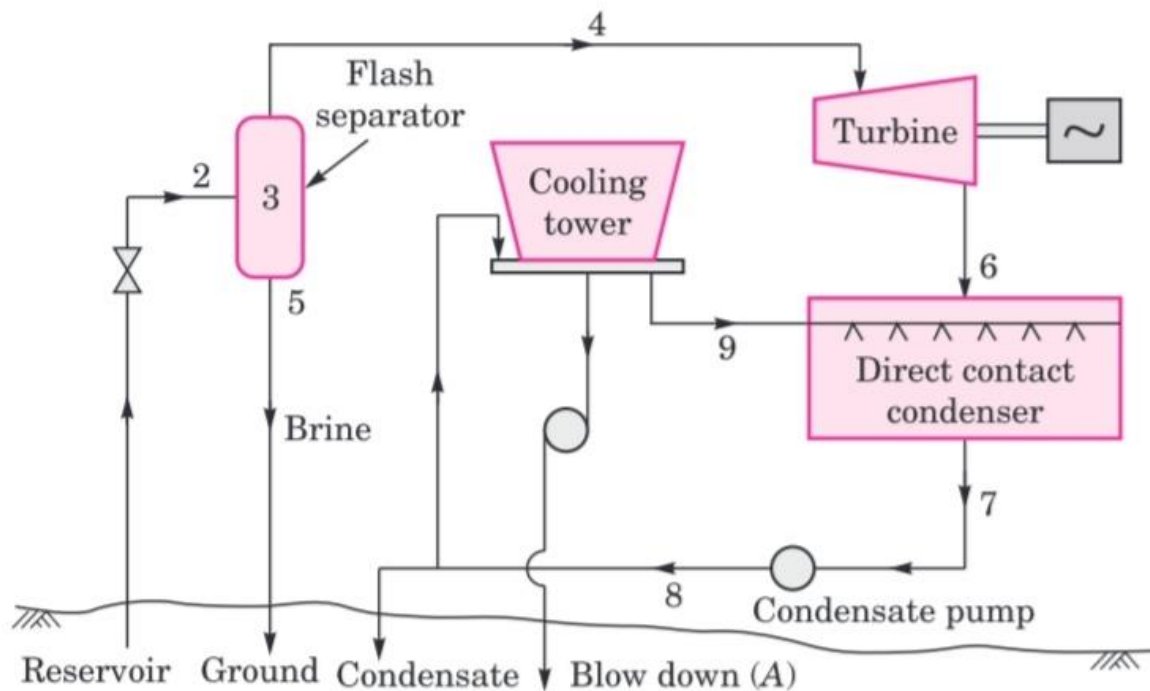 4
Flash
separator
Turbine
~
2
3
Cooling
tower
6
5
9
Direct contact
condenser
Brine
7
8
Condensate pump
Reservoir
Ground
Condensate
Blow down (A)